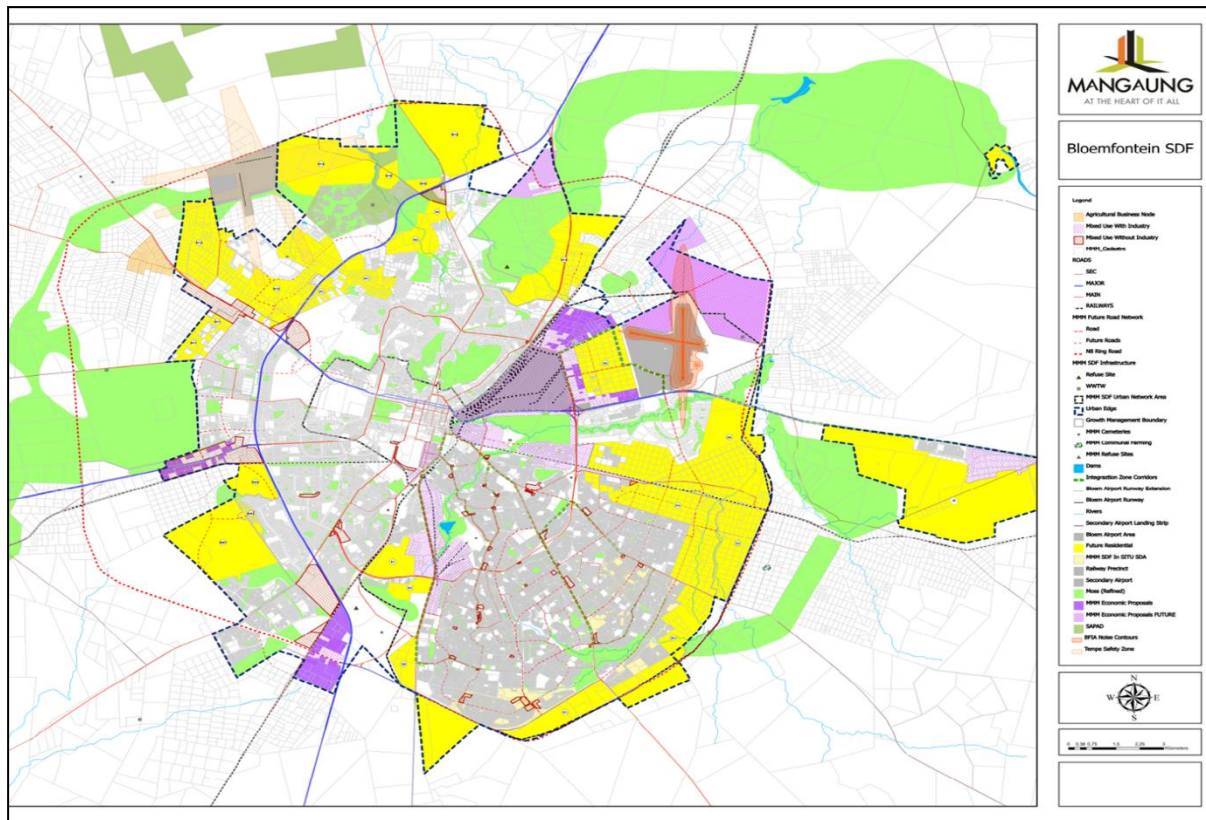 MANGAUNG
AT THE HEART OF IT ALL
Bloemfontein SDF
Legend
Agricultural Business Node
Mixed Use With Industry
Mixed Use Without Industry
MMM_Cadastre
ROADS
SEC
MAJOR
MAIN
RAILWAYS
MMM Future Road Network
Road
Future Roads
N8 Ring Road
MMM SDF Infrastructure
Refuse Site
WWTW
MMM SDF Urban Network Area
Urban Edge
Growth Management Boundary
MMM Cemeteries
MMM Communal Farming
MMM Refuse Sites
Dams
Integrastion Zone Corridors
Bloem Airport Runway Extension
Bloem Airport Runway
Rivers
Secondary Airport Landing Strip
Bloem Airport Area
Future Residential
MMM SDF In SITU SDA
Railway Precinct
Secondary Airport
Moss (Refined)
MMM Economic Proposals
MMM Economic Proposals FUTURE
SAPAD
BFIA Noise Contours
Tempe Safety Zone
N
W E
S
Kilometers